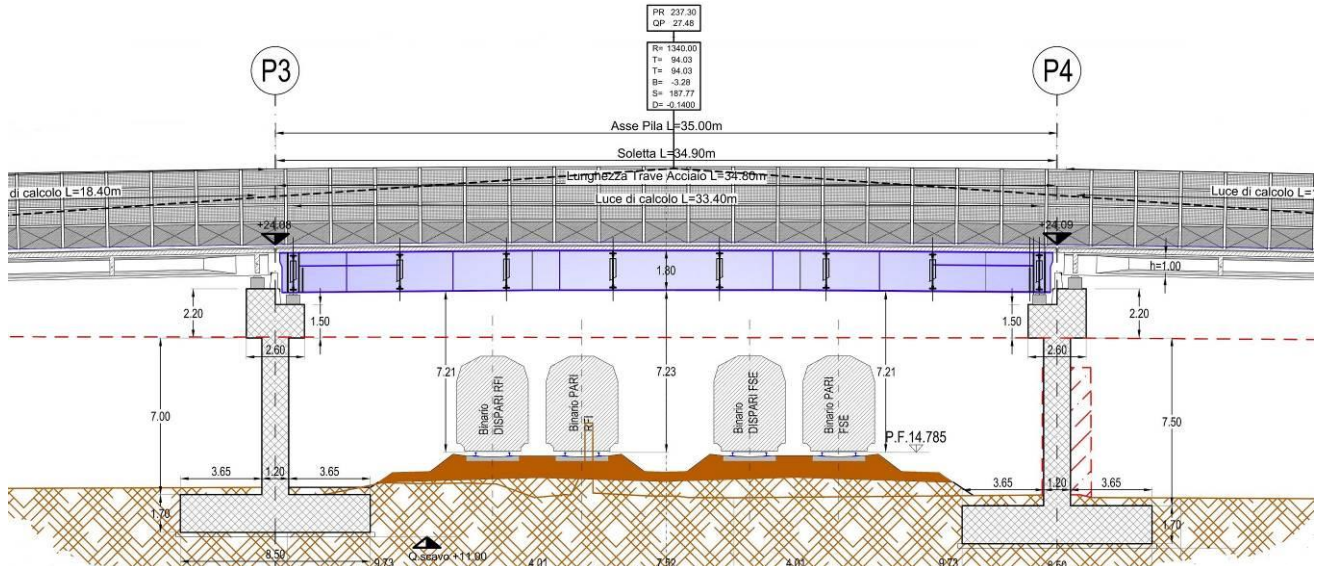 PR 237.30
QP 27.48
R= 1340.00
T= 94.03
T= 94.03
B= -3.28
S= 187.77
D= -0.1400
P3
P4
Asse Pila L=35.00m
Soletta L=34.90m
Lunghezza Trave Acciaio L=34.80m
di calcolo L=18.40m
Luce di calcolo L=33.40m
Luce di calcolo L=
+24.08
+24.09
1.80
h=1.00
2.20
1.50
1.50
2.20
2.60
2.60
7.21
7.23
7.21
Binario
DISPARI RFI
Binario PARI
RFI
Binario
DISPARI FSE
Binario PARI
FSE
7.00
7.50
P.F.14.785
3.65
1.20
3.65
3.65
1.20
3.65
1.70
1.70
Q.scavo +11.00
8.50
9.73
4.01
7.52
4.01
9.73
8.50